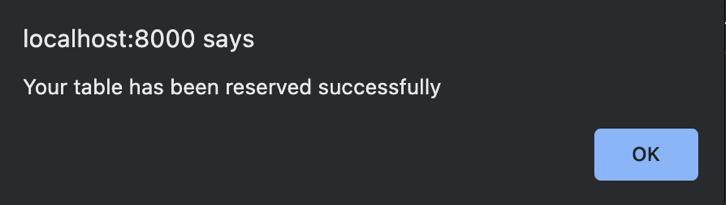 localhost:8000 says
Your table has been reserved successfully
OK